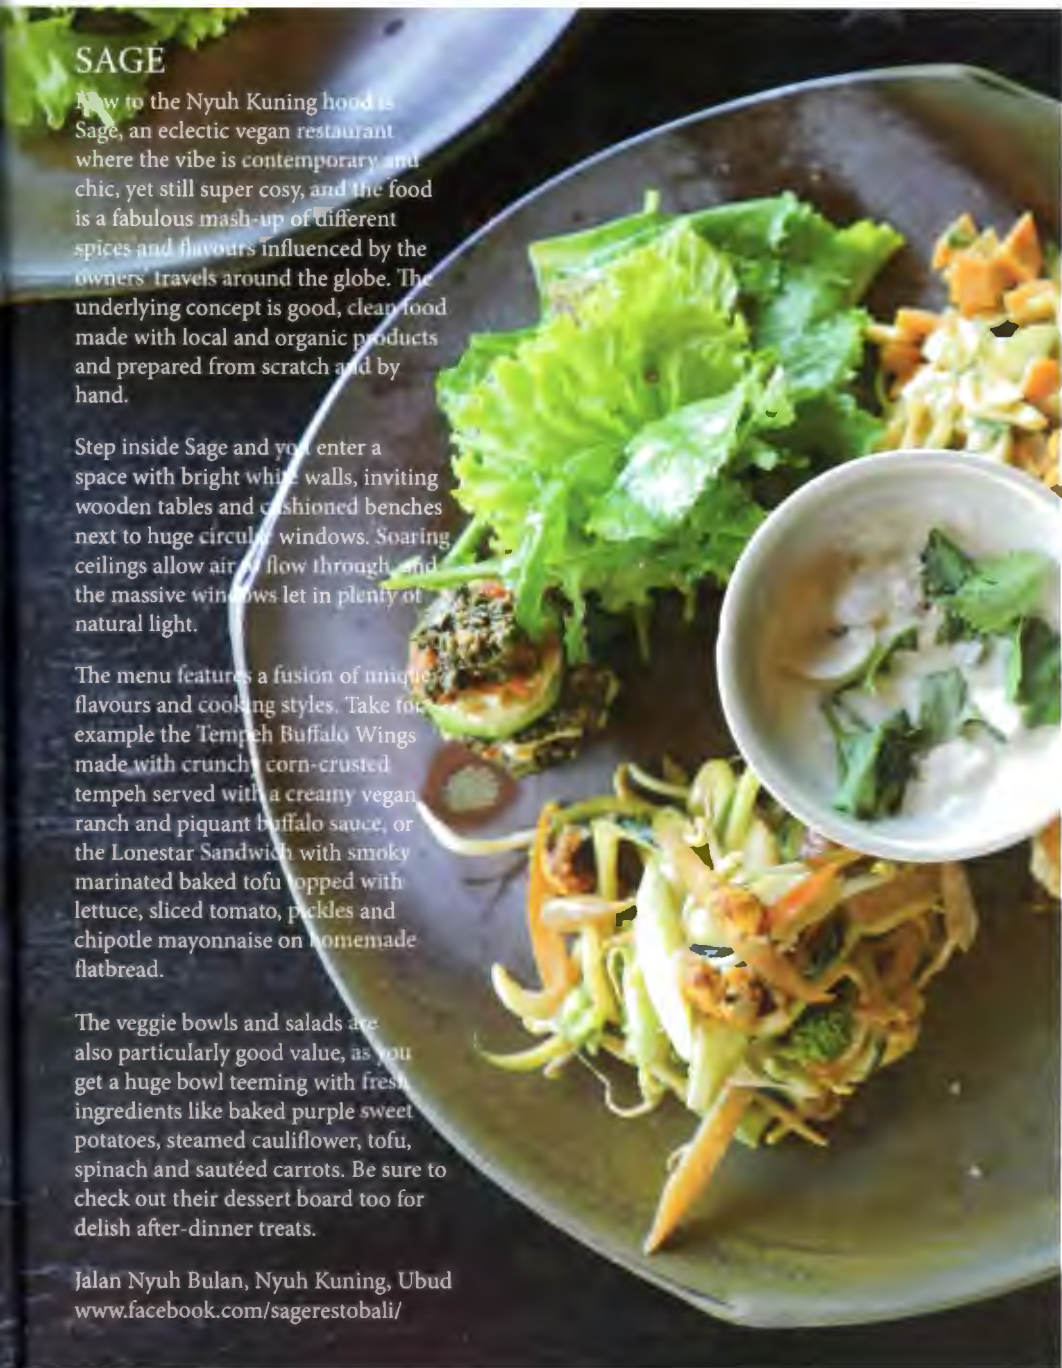 SAGE
New to the Nyuh Kuning hood is
Sage, an eclectic vegan restaurant
where the vibe is contemporary and
chic, yet still super cosy, and the food
is a fabulous mash-up of different
spices and flavours influenced by the
owners' travels around the globe. The
underlying concept is good, clean food
made with local and organic products
and prepared from scratch and by
hand.
Step inside Sage and you enter a
space with bright white walls, inviting
wooden tables and cushioned benches
next to huge circular windows. Soaring
ceilings allow air to flow through and
the massive windows let in plenty of
natural light.
The menu features a fusion of unique
flavours and cooking styles. Take for
example the Tempeh Buffalo Wings
made with crunchy corn-crusted
tempeh served with a creamy vegan
ranch and piquant buffalo sauce, or
the Lonestar Sandwich with smoky
marinated baked tofu topped with
lettuce, sliced tomato, pickles and
chipotle mayonnaise on homemade
flatbread.
The veggie bowls and salads are
also particularly good value, as you
get a huge bowl teeming with fresh
ingredients like baked purple sweet
potatoes, steamed cauliflower, tofu,
spinach and sautéed carrots. Be sure to
check out their dessert board too for
delish after-dinner treats.
Jalan Nyuh Bulan, Nyuh Kuning, Ubud
www.facebook.com/sagerestobali/